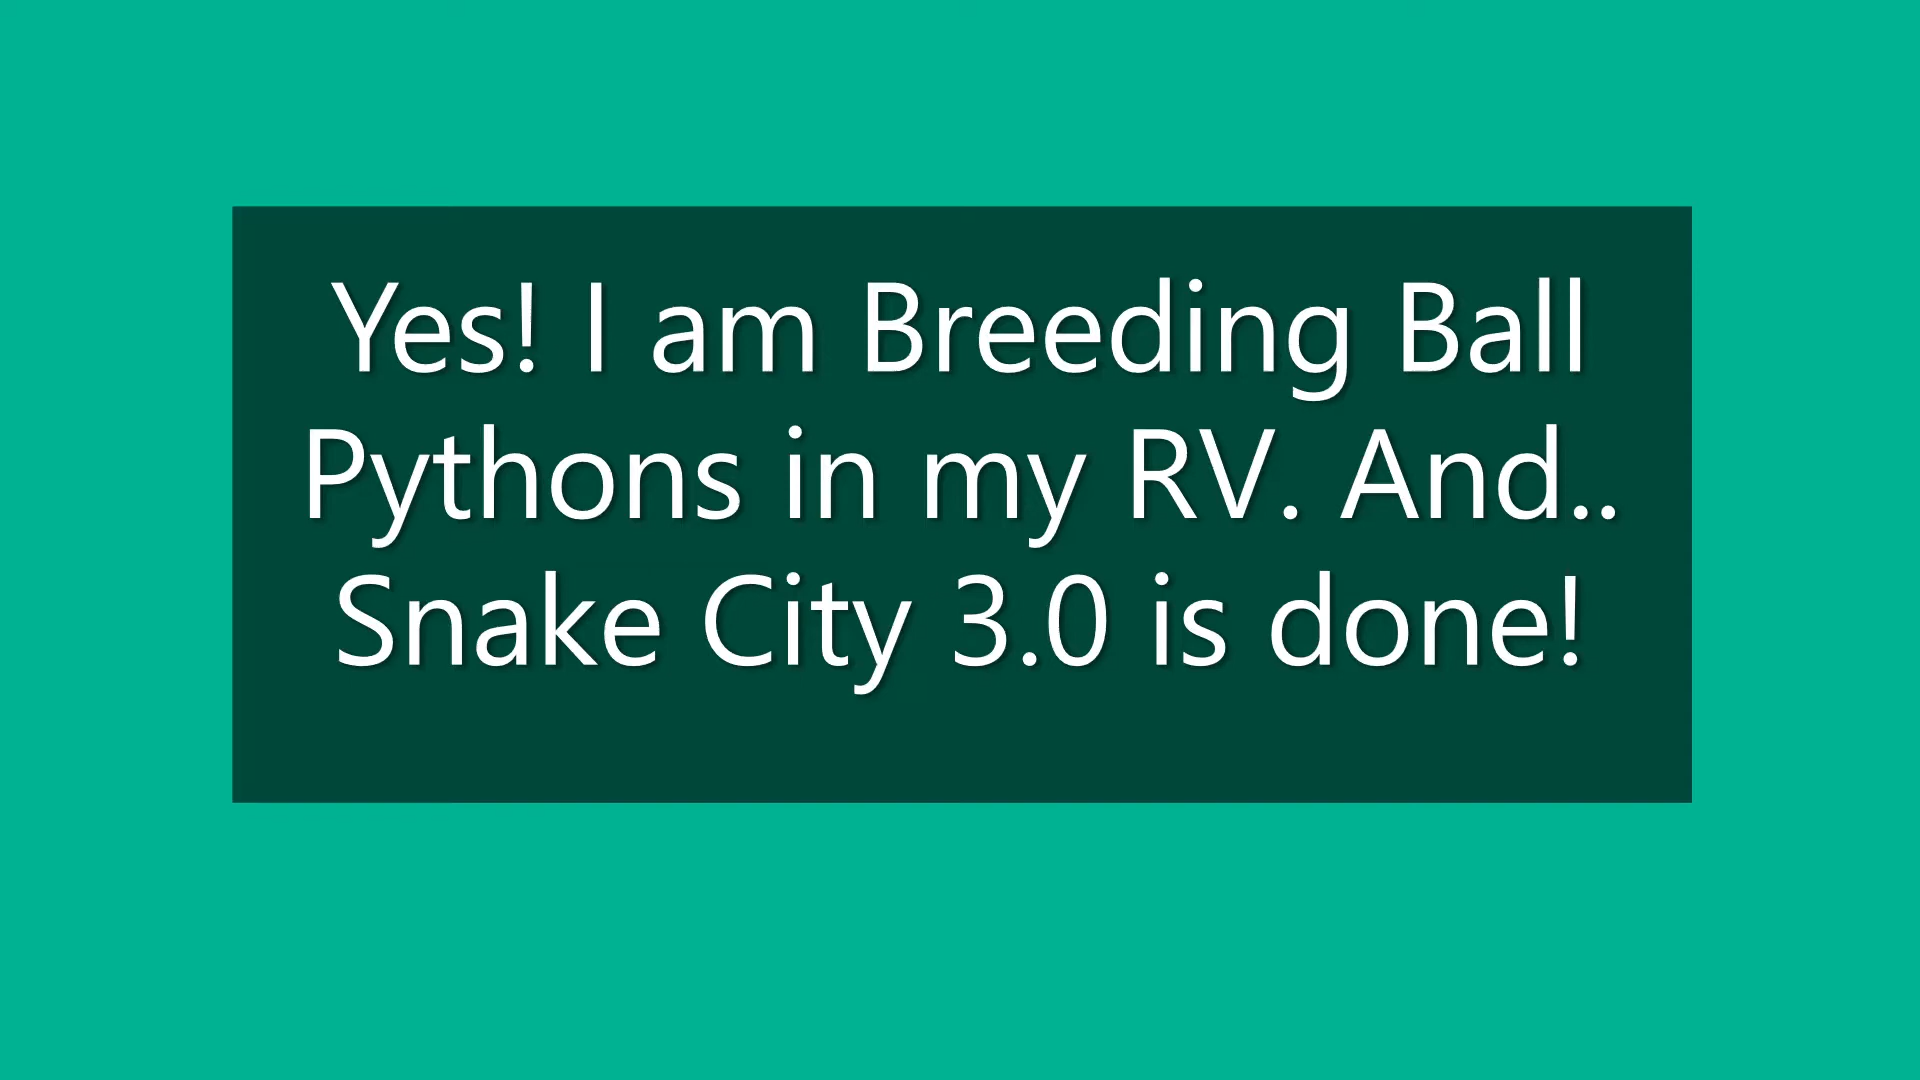 Yes! I am Breeding Ball
Pythons in my RV. And..
Snake City 3.0 is done!